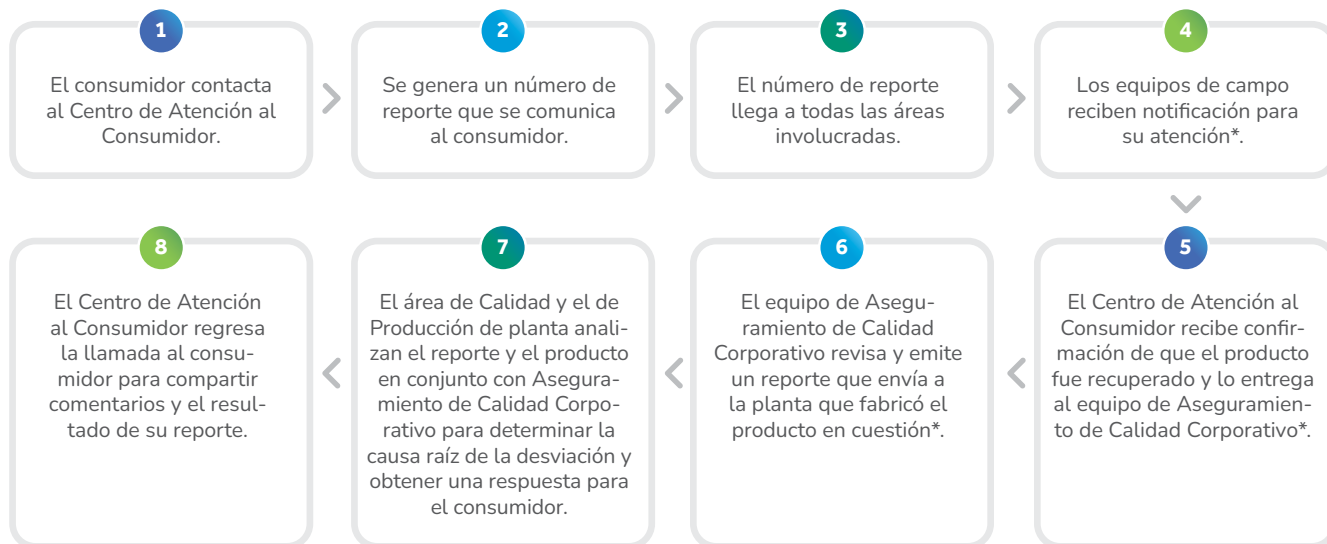 1
El consumidor contacta
al Centro de Atención al
Consumidor.
2
Se genera un número de
reporte que se comunica
al consumidor.
3
El número de reporte
llega a todas las áreas
involucradas.
4
Los equipos de campo
reciben notificación para
su atención*.
5
El Centro de Atención al
Consumidor recibe confir-
mación de que el producto
fue recuperado y lo entrega
al equipo de Aseguramien-
to de Calidad Corporativo*.
6
El equipo de Asegu-
ramiento de Calidad
Corporativo revisa y emite
un reporte que envía a
la planta que fabricó el
producto en cuestión*.
7
El área de Calidad y el de
Producción de planta anali-
zan el reporte y el producto
en conjunto con Asegura-
miento de Calidad Corpo-
rativo para determinar la
causa raíz de la desviación y
obtener una respuesta para
el consumidor.
8
El Centro de Atención
al Consumidor regresa
la llamada al consu-
midor para compartir
comentarios y el resul-
tado de su reporte.